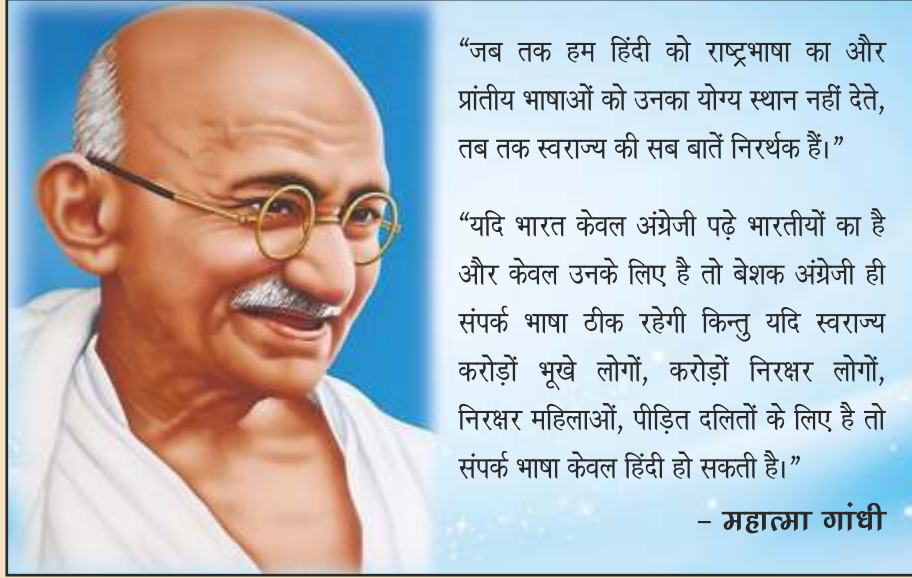 “जब तक हम हिंदी को राष्ट्रभाषा का और
प्रांतीय भाषाओं को उनका योग्य स्थान नहीं देते,
तब तक स्वराज्य की सब बातें निरर्थक हैं।”
“यदि भारत केवल अंग्रेजी पढ़े भारतीयों का है
और केवल उनके लिए है तो बेशक अंग्रेजी ही
संपर्क भाषा ठीक रहेगी किन्तु यदि स्वराज्य
करोड़ों भूखे लोगों, करोड़ों निरक्षर लोगों,
निरक्षर महिलाओं, पीड़ित दलितों के लिए है तो
संपर्क भाषा केवल हिंदी हो सकती है।”
– महात्मा गांधी